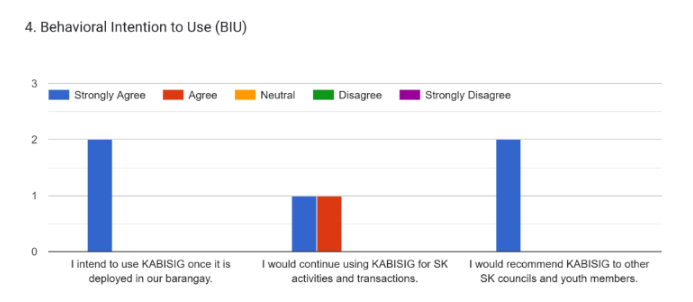 4. Behavioral Intention to Use (BIU)
3
Strongly Agree Agree Neutral Disagree Strongly Disagree
2
1
0
I intend to use KABISIG once it is
deployed in our barangay.
I would continue using KABISIG for SK
activities and transactions.
I would recommend KABISIG to other
SK councils and youth members.